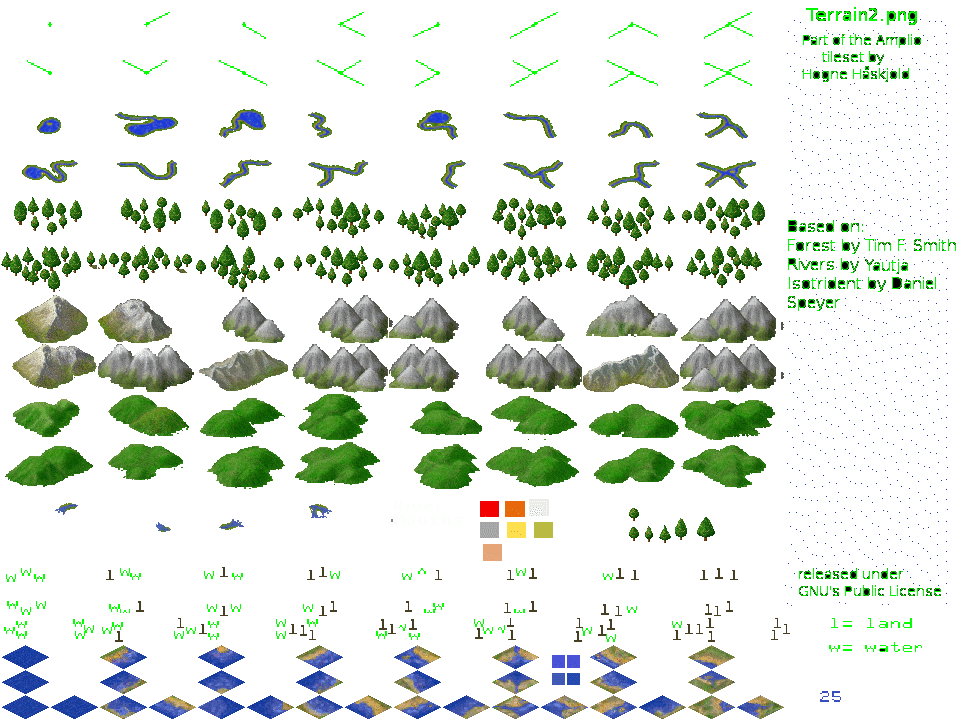 Terrain2.png
Part of the Amplio
tileset by
Hogne Håskjold
Based on:
Forest by Tim F. Smith
Rivers by Yautja
Isotrident by Daniel
Speyer
released under
GNU's Public License
l= land
w= water
25